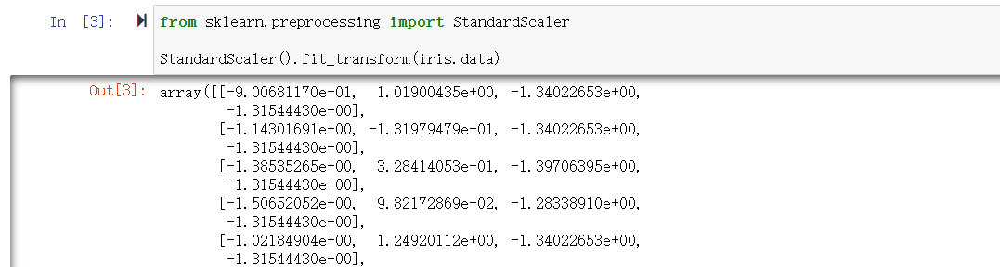 In [3]: from sklearn.preprocessing import StandardScaler
StandardScaler().fit_transform(iris.data)
Out[3]: array([[-9.00681170e-01, 1.01900435e+00, -1.34022653e+00,
-1.31544430e+00],
[-1.14301691e+00, -1.31979479e-01, -1.34022653e+00,
-1.31544430e+00],
[-1.38535265e+00, 3.28414053e-01, -1.39706395e+00,
-1.31544430e+00],
[-1.50652052e+00, 9.82172869e-02, -1.28338910e+00,
-1.31544430e+00],
[-1.02184904e+00, 1.24920112e+00, -1.34022653e+00,
-1.31544430e+00],